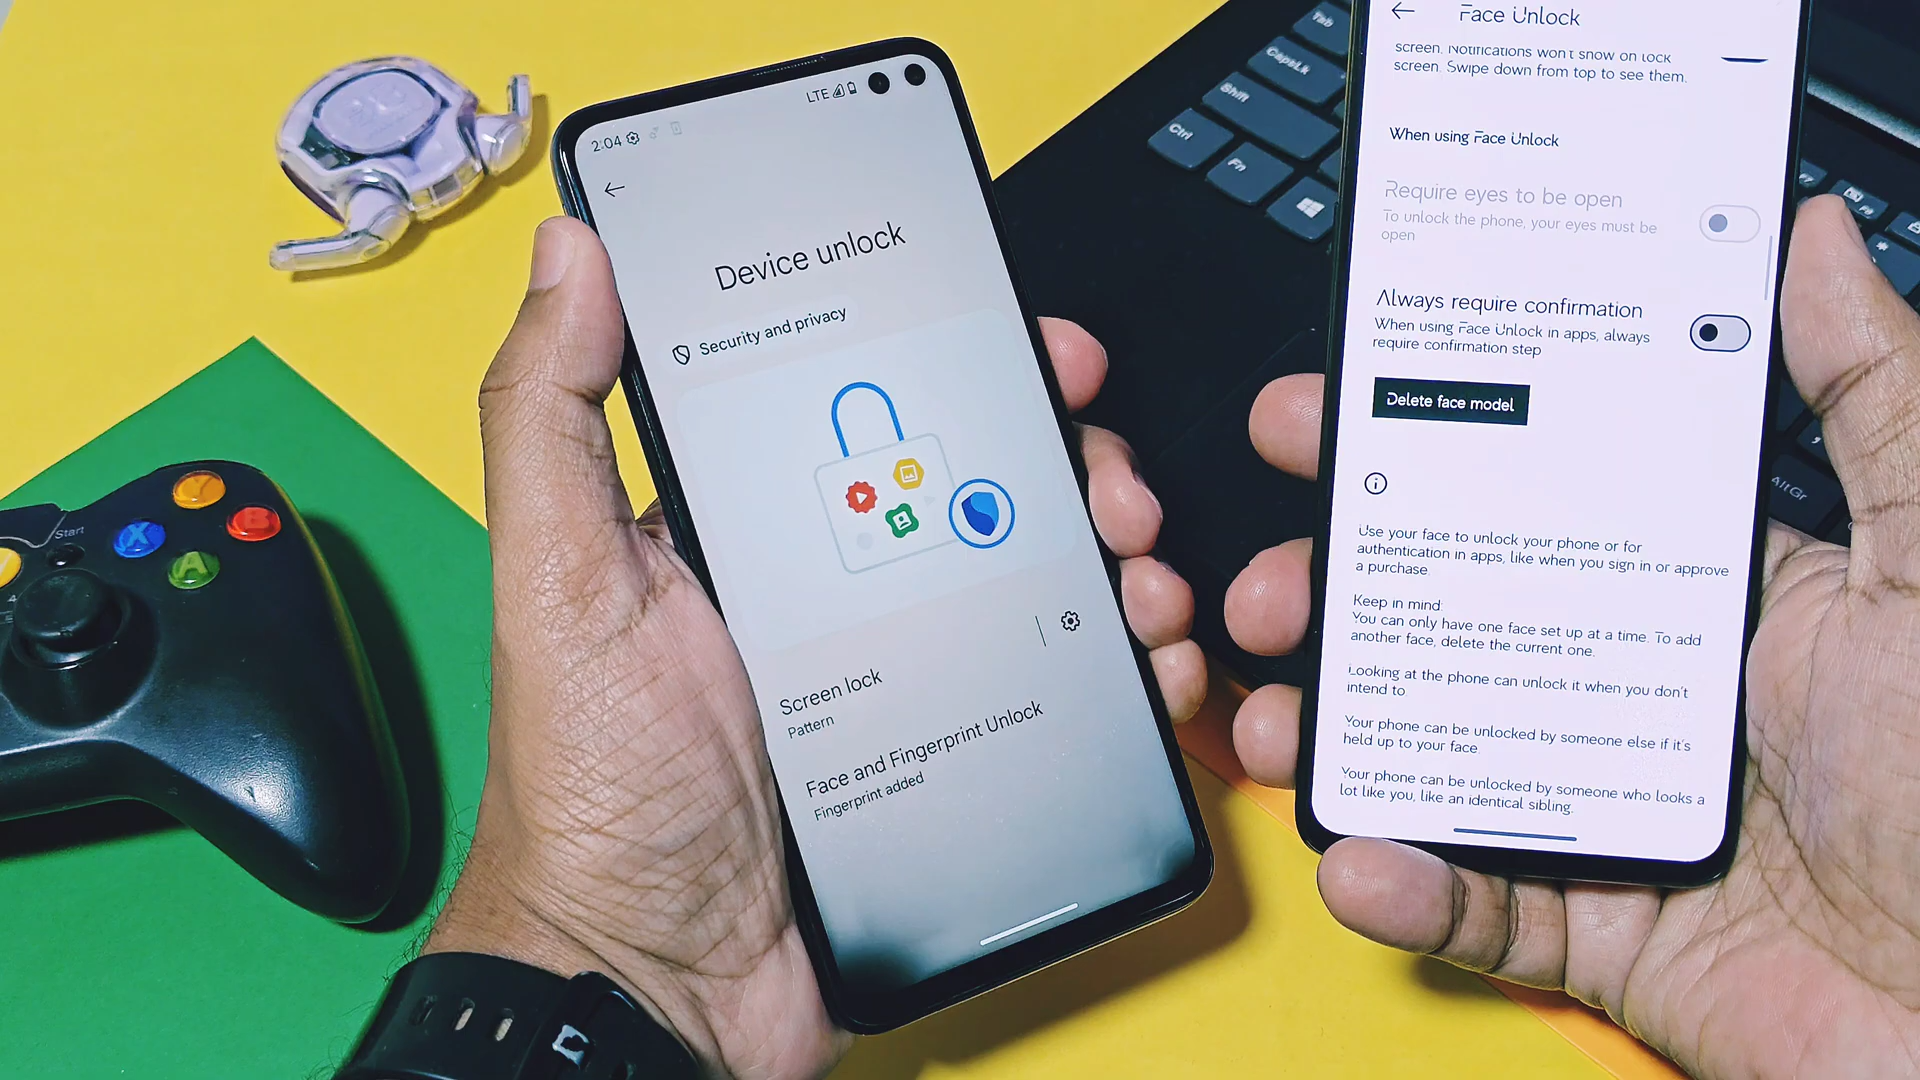 LTE
2:04
Device unlock
Security and privacy
Screen lock
Pattern
Face and Fingerprint Unlock
Fingerprint added
Face Unlock
screen. Notifications won't show on lock
screen. Swipe down from top to see them.
When using Face Unlock
Require eyes to be open
To unlock the phone, your eyes must be
open
Always require confirmation
When using Face Unlock in apps, always
require confirmation step
Delete face model
Use your face to unlock your phone or for
authentication in apps, like when you sign in or approve
a purchase.
Keep in mind:
You can only have one face set up at a time. To add
another face, delete the current one.
Looking at the phone can unlock it when you don't
intend to
Your phone can be unlocked by someone else if it's
held up to your face.
Your phone can be unlocked by someone who looks a
lot like you, like an identical sibling.
Tab
CapsLk
Shift
Ctrl
Fn
AltGr
Start
Y
X
B
A